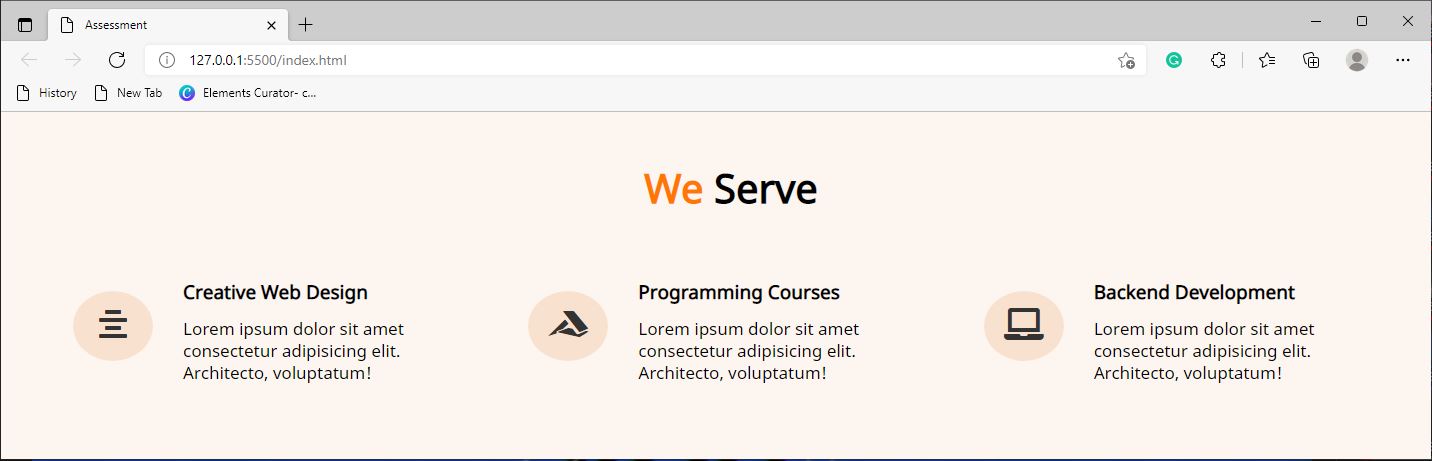 Assessment
127.0.0.1:5500/index.html
History
New Tab
Elements Curator- c...
We Serve
Creative Web Design
Lorem ipsum dolor sit amet
consectetur adipisicing elit.
Architecto, voluptatum!
Programming Courses
Lorem ipsum dolor sit amet
consectetur adipisicing elit.
Architecto, voluptatum!
Backend Development
Lorem ipsum dolor sit amet
consectetur adipisicing elit.
Architecto, voluptatum!